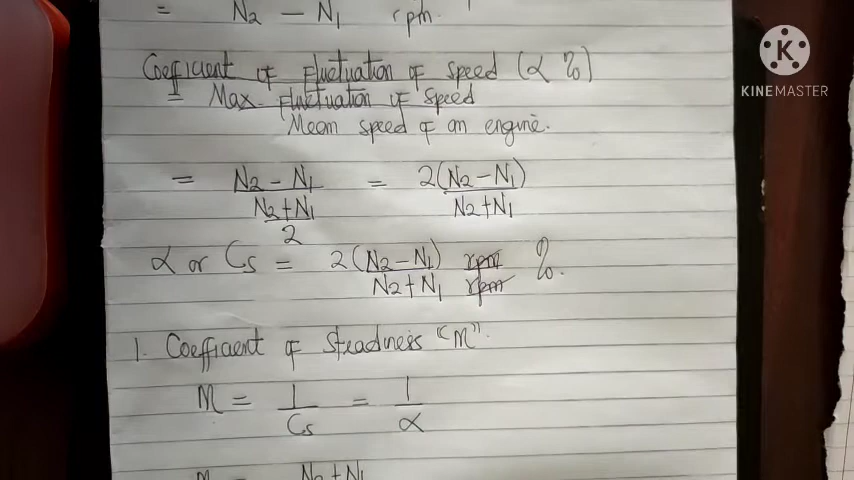 = N2 - N1 rpm.
Coefficient of Fluctuation of speed (α %)
= Max Fluctuation of speed
Mean speed of an engine.
= N2 - N1 = 2(N2 - N1)
N2 + N1 N2 + N1
2
α or Cs = 2(N2 - N1) rpm %.
N2 + N1 rpm
1. Coefficient of Steadiness "M".
M = 1 = 1
Cs α
M = N2 + N1
K
KINEMASTER